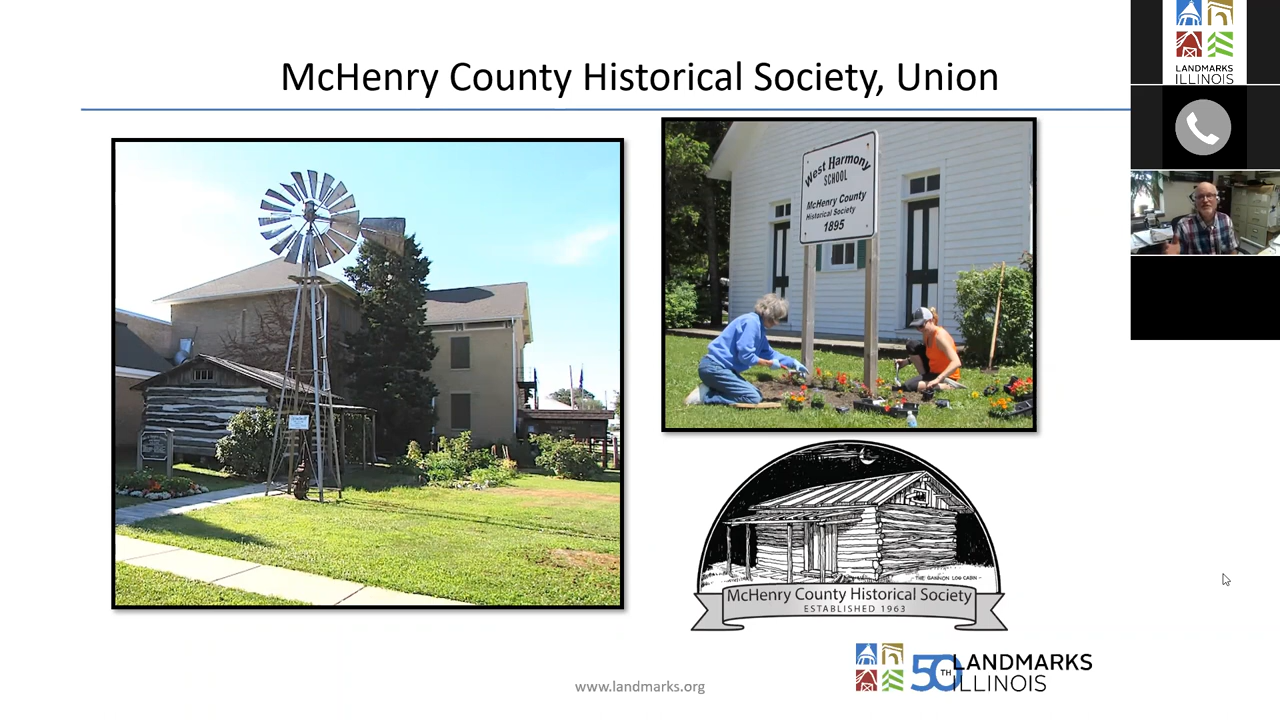 McHenry County Historical Society, Union
West Harmony
SCHOOL
McHenry County
Historical Society
1895
THE GANNON LOG CABIN
McHenry County Historical Society
ESTABLISHED 1963
www.landmarks.org
50TH LANDMARKS
ILLINOIS
LANDMARKS
ILLINOIS